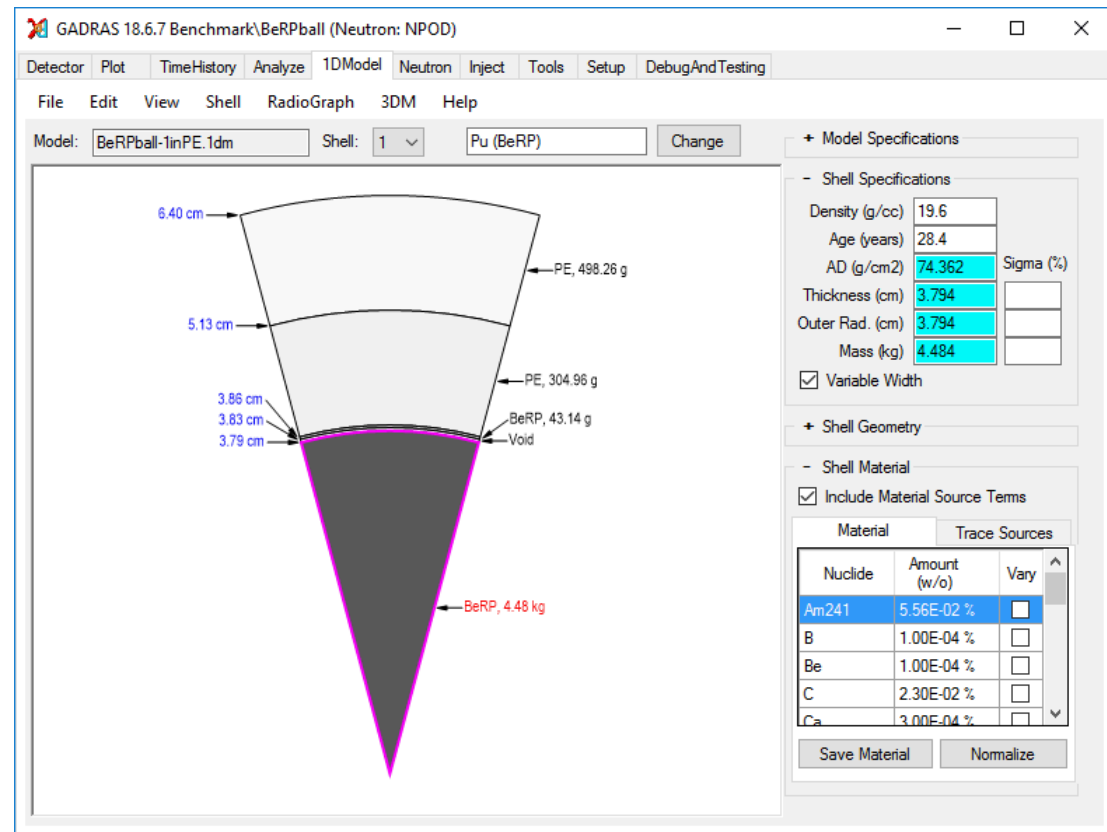 GADRAS 18.6.7 Benchmark\BeRPball (Neutron: NPOD)
Detector Plot TimeHistory Analyze 1DModel Neutron Inject Tools Setup DebugAndTesting
File Edit View Shell RadioGraph 3DM Help
Model: BeRPball-1inPE.1dm Shell: 1 Pu (BeRP) Change
6.40 cm
PE, 498.26 g
5.13 cm
PE, 304.96 g
3.86 cm
BeRP, 43.14 g
3.83 cm
Void
3.79 cm
BeRP, 4.48 kg
+ Model Specifications
- Shell Specifications
Density (g/cc) 19.6
Age (years) 28.4
AD (g/cm2) 74.362 Sigma (%)
Thickness (cm) 3.794
Outer Rad. (cm) 3.794
Mass (kg) 4.484
Variable Width
+ Shell Geometry
- Shell Material
Include Material Source Terms
Material Trace Sources
Nuclide Amount (w/o) Vary
Am241 5.56E-02 %
B 1.00E-04 %
Be 1.00E-04 %
C 2.30E-02 %
Ca 3.00E-04 %
Save Material Normalize